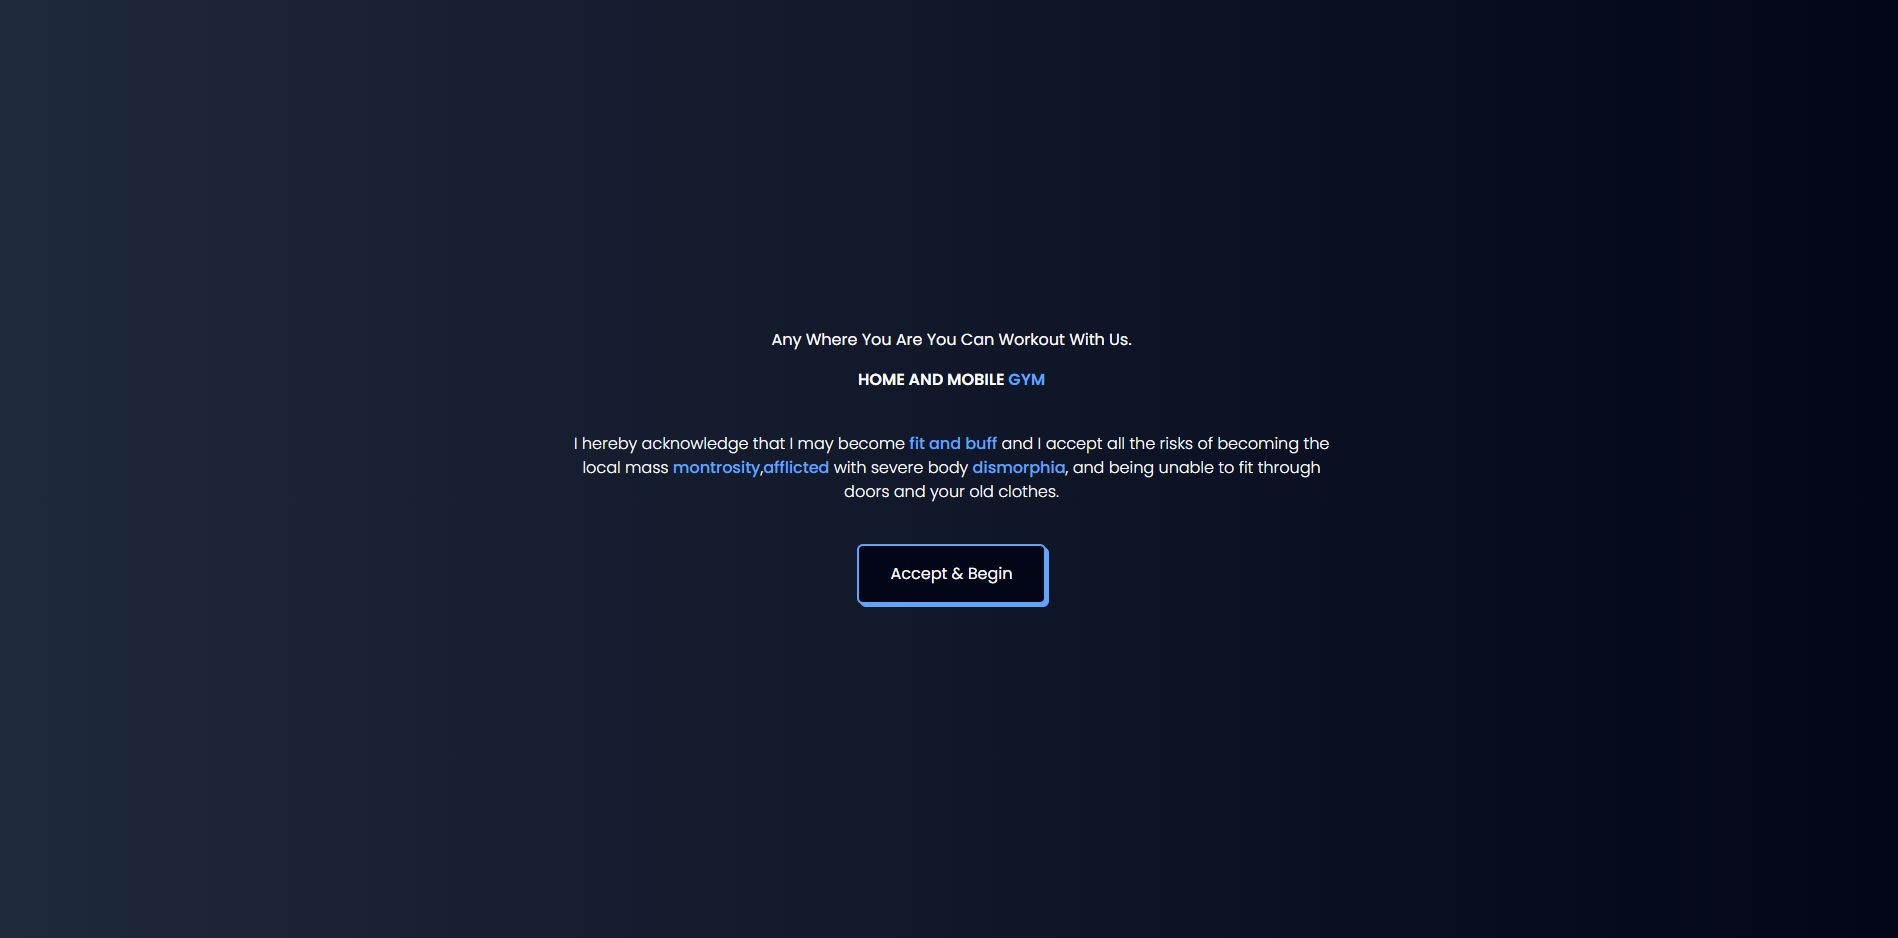 Any Where You Are You Can Workout With Us.
HOME AND MOBILE GYM
I hereby acknowledge that I may become fit and buff and I accept all the risks of becoming the
local mass montrosity,afflicted with severe body dismorphia, and being unable to fit through
doors and your old clothes.
Accept & Begin